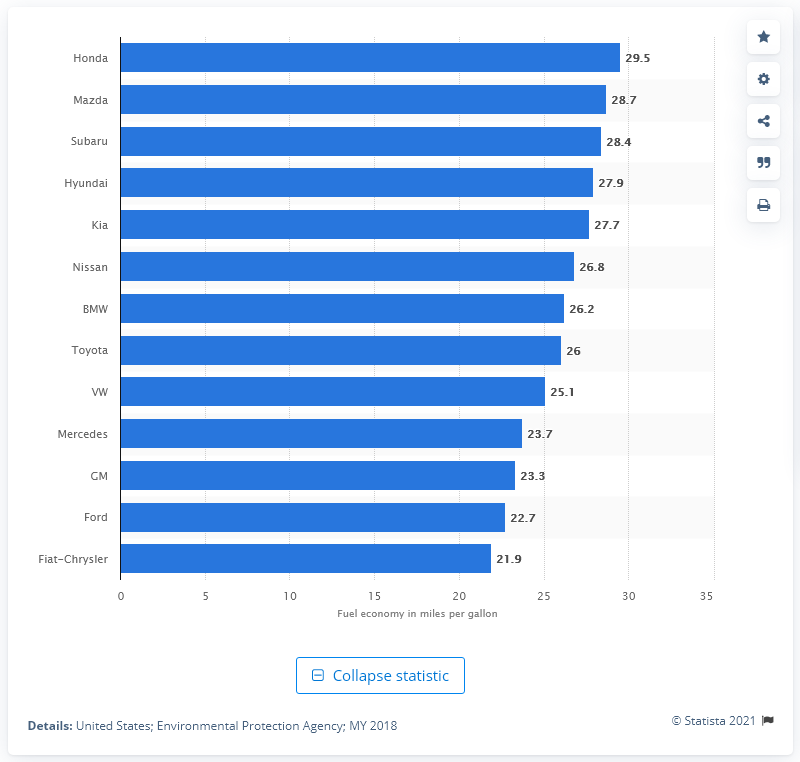 Honda 29.5
Mazda 28.7
Subaru 28.4
Hyundai 27.9
Kia 27.7
Nissan 26.8
BMW 26.2
Toyota 26
VW 25.1
Mercedes 23.7
GM 23.3
Ford 22.7
Fiat-Chrysler 21.9
0 5 10 15 20 25 30 35
Fuel economy in miles per gallon
Collapse statistic
Details: United States; Environmental Protection Agency; MY 2018
© Statista 2021